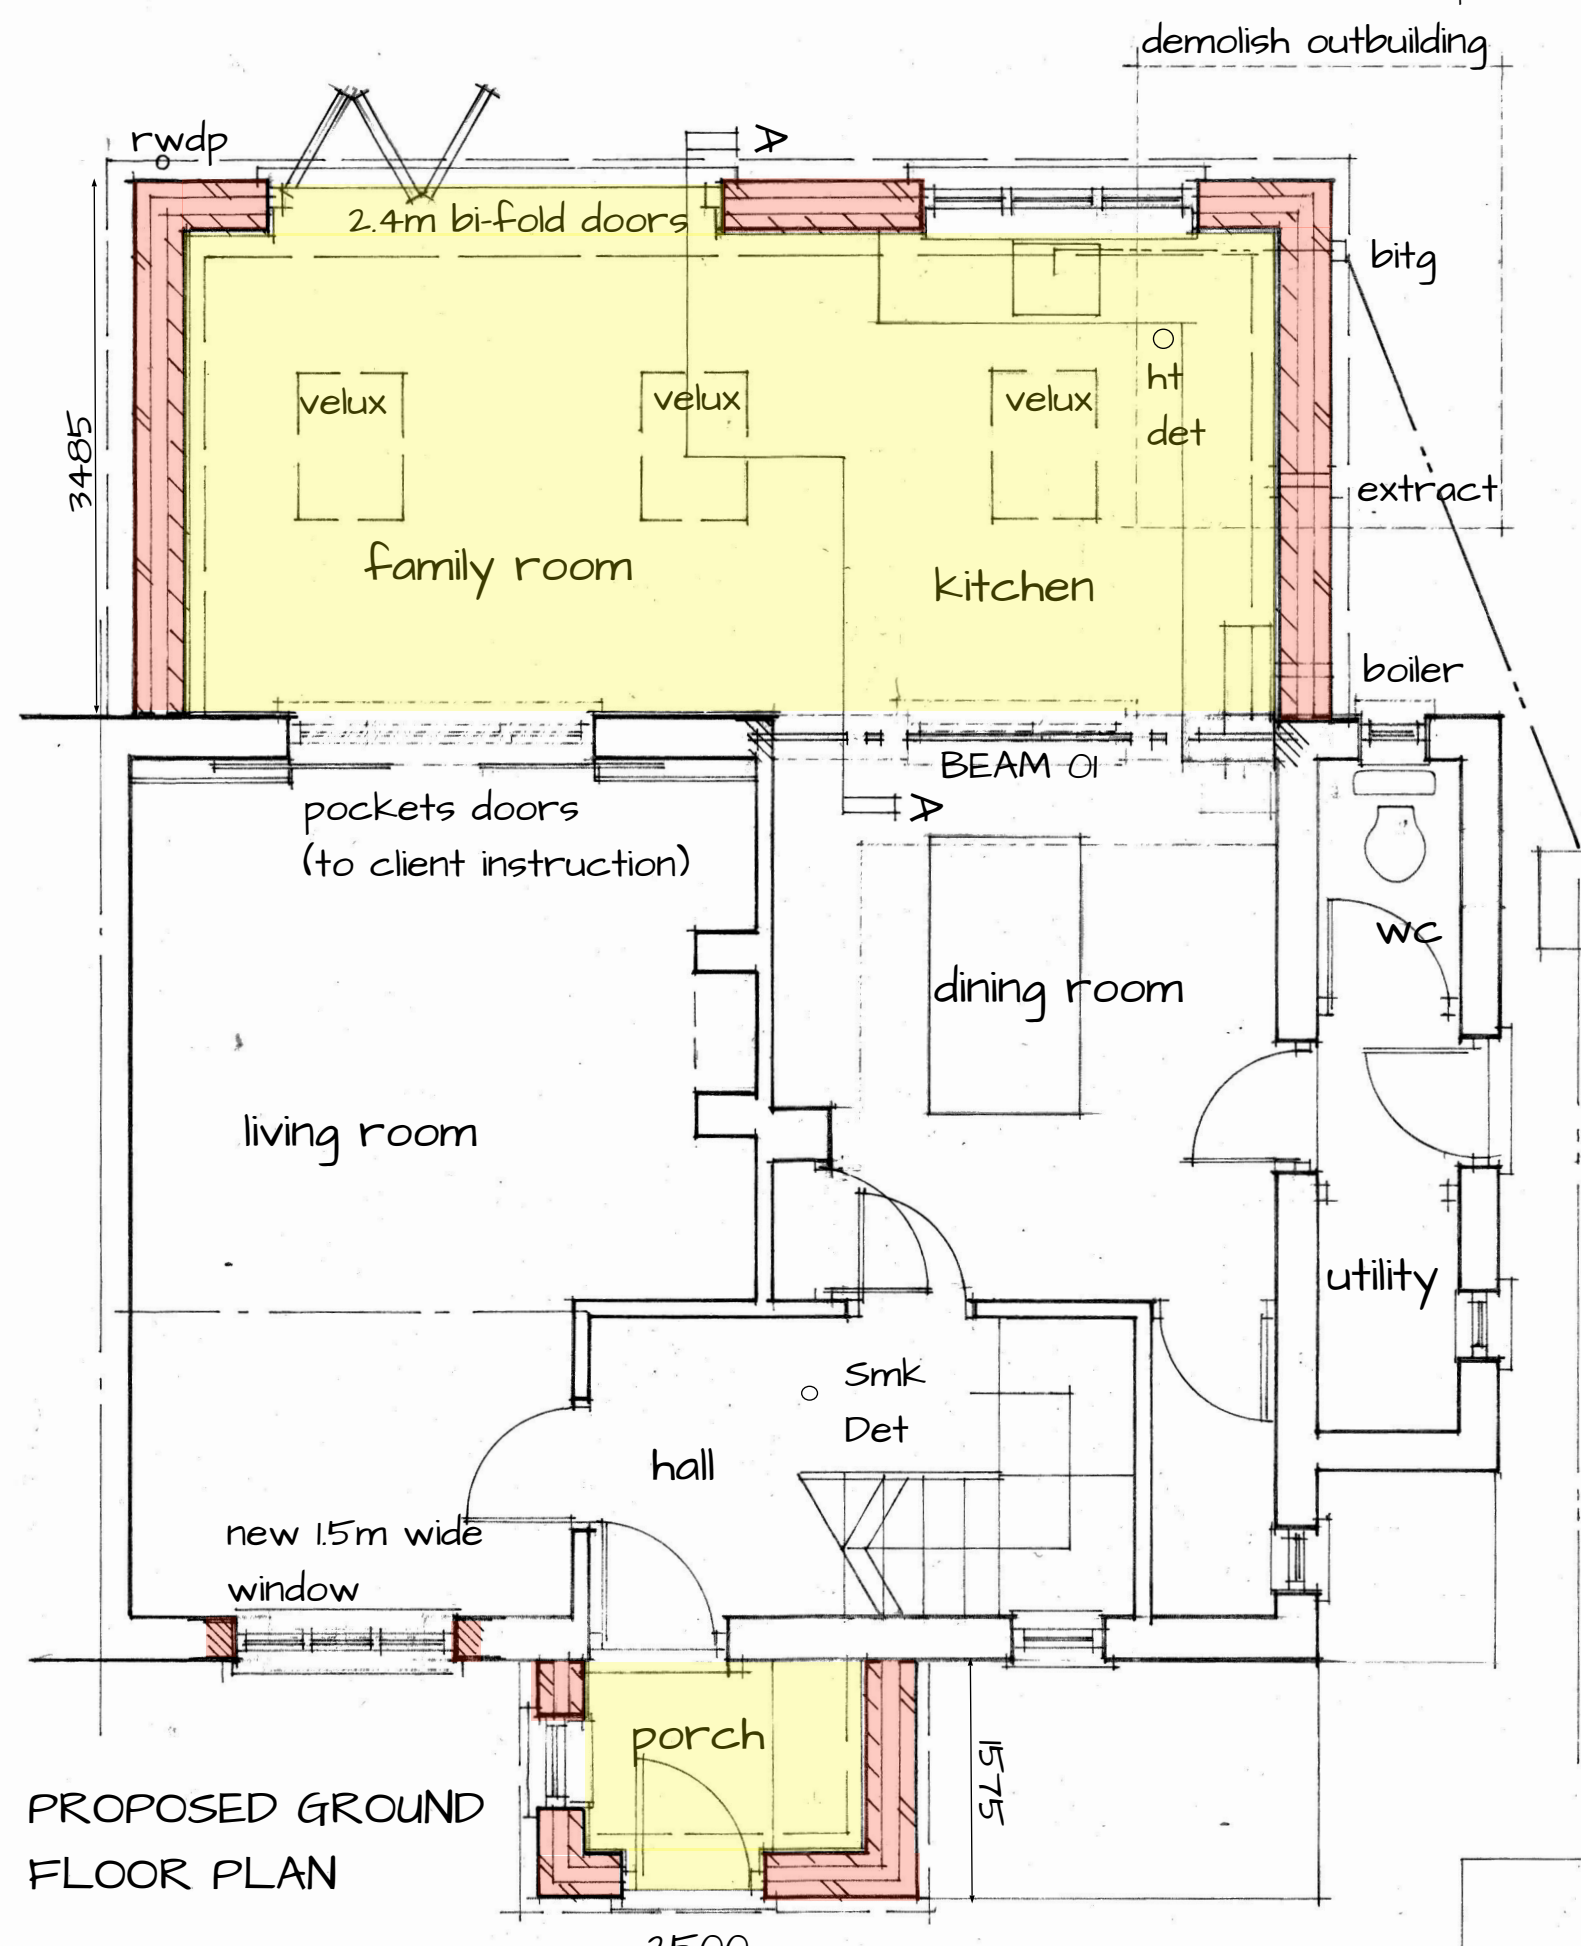 demolish outbuilding
rwdp
A
2.4m bi-fold doors
bitg
velux
velux
velux
ht
det
3485
extract
family room
kitchen
boiler
BEAM 01
pockets doors
(to client instruction)
A
wc
dining room
living room
utility
Smk
Det
hall
new 1.5m wide
window
porch
1575
PROPOSED GROUND
FLOOR PLAN